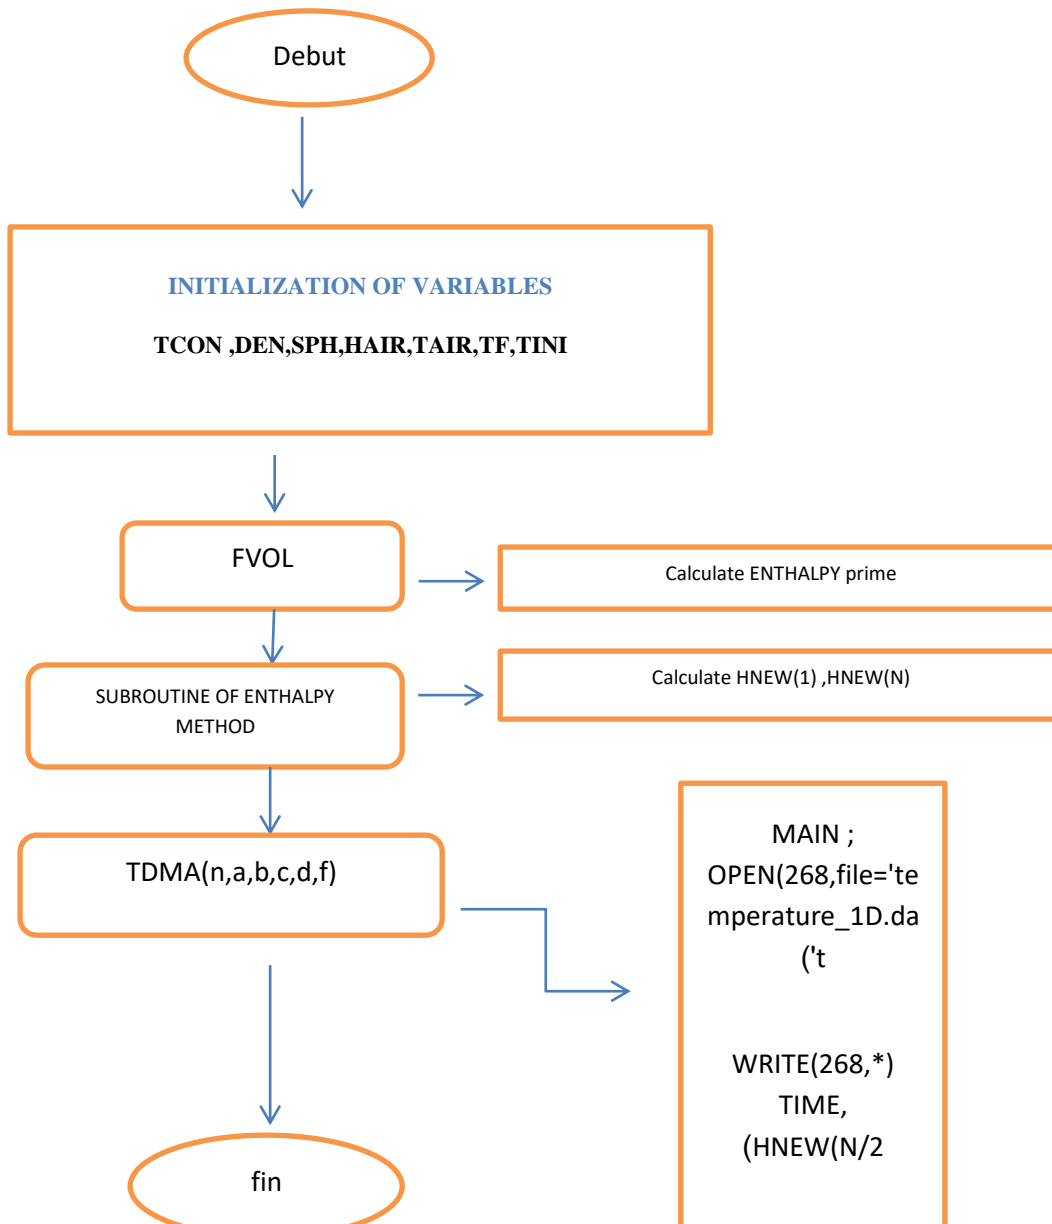 Debut
INITIALIZATION OF VARIABLES
TCON ,DEN,SPH,HAIR,TAIR,TF,TINI
FVOL
Calculate ENTHALPY prime
SUBROUTINE OF ENTHALPY
METHOD
Calculate HNEW(1) ,HNEW(N)
TDMA(n,a,b,c,d,f)
MAIN ;
OPEN(268,file='te
mperature_1D.da
('t
WRITE(268,*)
TIME,
(HNEW(N/2
fin